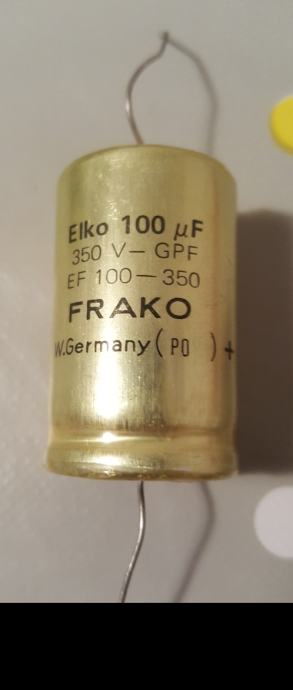 Elko 100 µF
350 V– GPF
EF 100–350
FRAKO
W.Germany (PO ) +